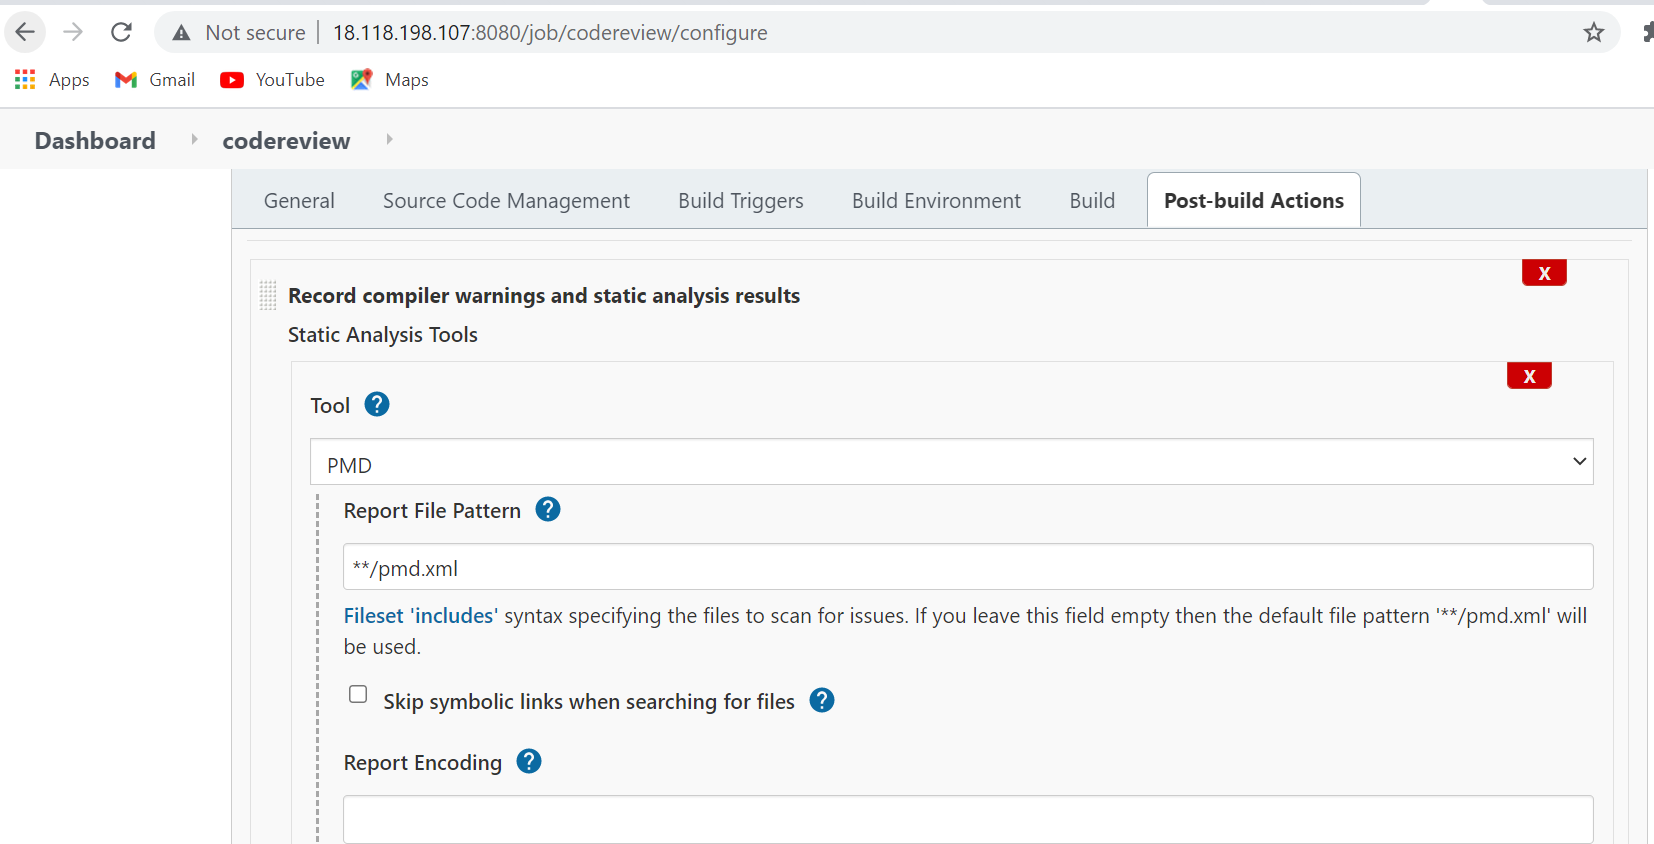 Not secure | 18.118.198.107:8080/job/codereview/configure
Apps Gmail YouTube Maps
Dashboard codereview
General Source Code Management Build Triggers Build Environment Build Post-build Actions
X
Record compiler warnings and static analysis results
Static Analysis Tools
X
Tool ?
PMD
Report File Pattern ?
**/pmd.xml
Fileset 'includes' syntax specifying the files to scan for issues. If you leave this field empty then the default file pattern '**/pmd.xml' will
be used.
Skip symbolic links when searching for files ?
Report Encoding ?